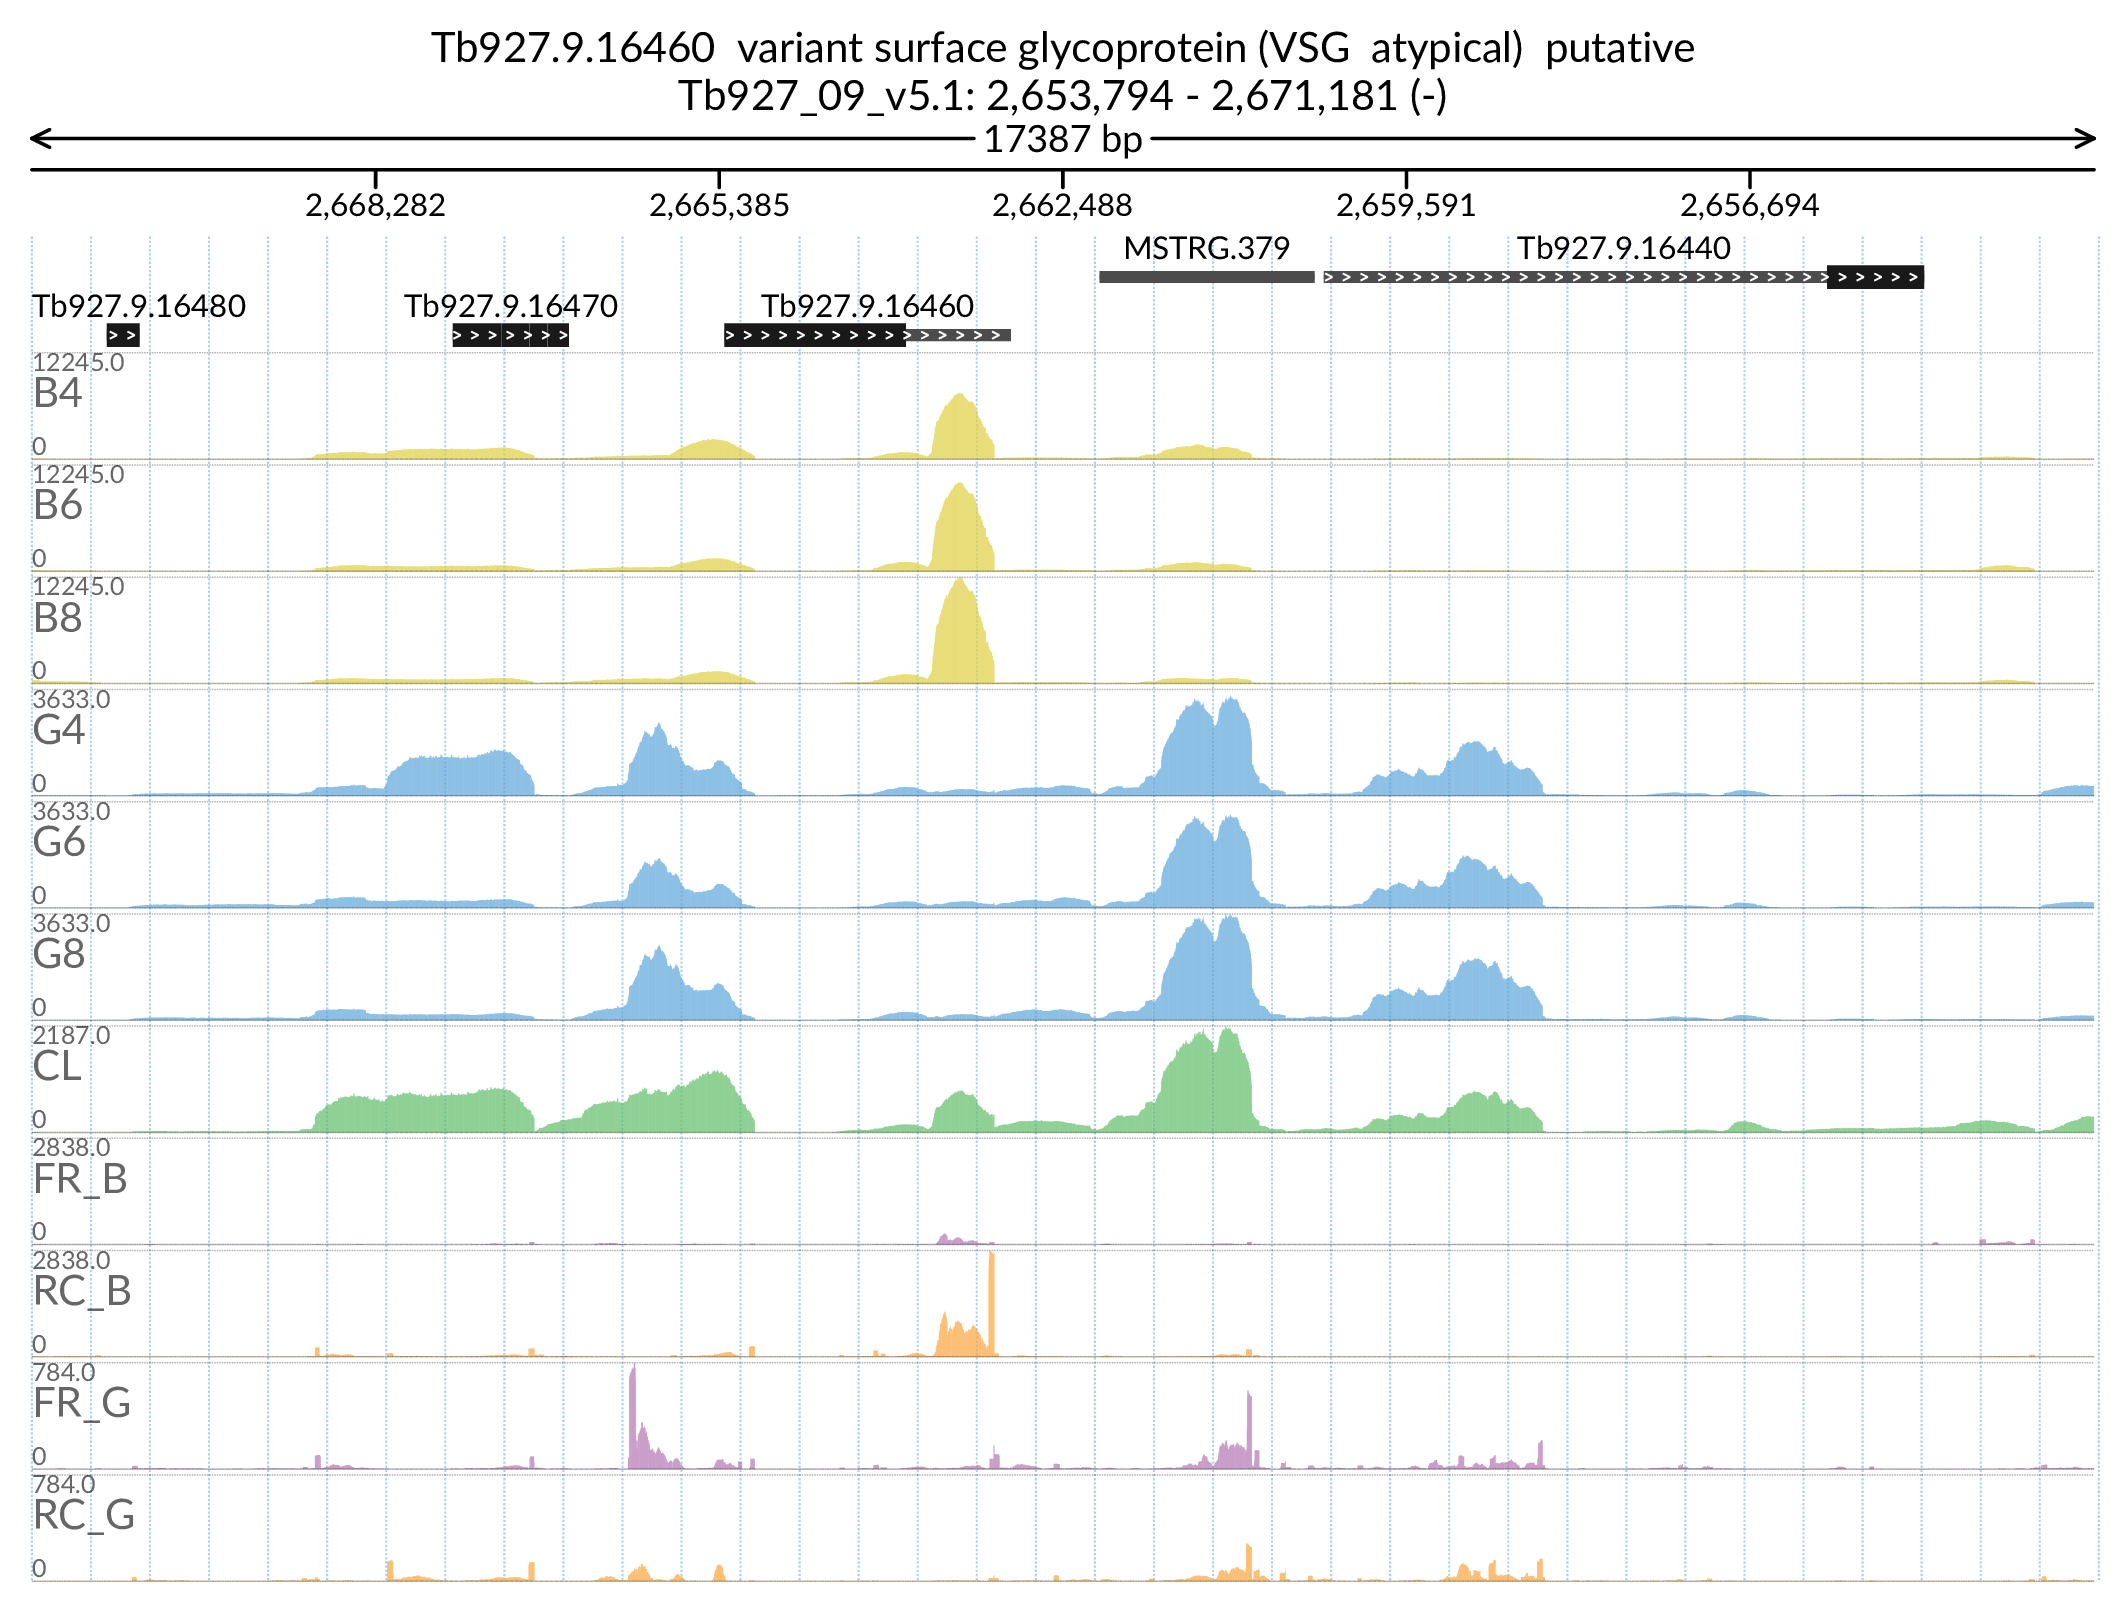 Tb927.9.16460 variant surface glycoprotein (VSG atypical) putative
Tb927_09_v5.1: 2,653,794 - 2,671,181 (-)
17387 bp
2,668,282 2,665,385 2,662,488 2,659,591 2,656,694
MSTRG.379 Tb927.9.16440
Tb927.9.16480 Tb927.9.16470 Tb927.9.16460
12245.0
B4
0
12245.0
B6
0
12245.0
B8
0
3633.0
G4
0
3633.0
G6
0
3633.0
G8
0
2187.0
CL
0
2838.0
FR_B
0
2838.0
RC_B
0
784.0
FR_G
0
784.0
RC_G
0